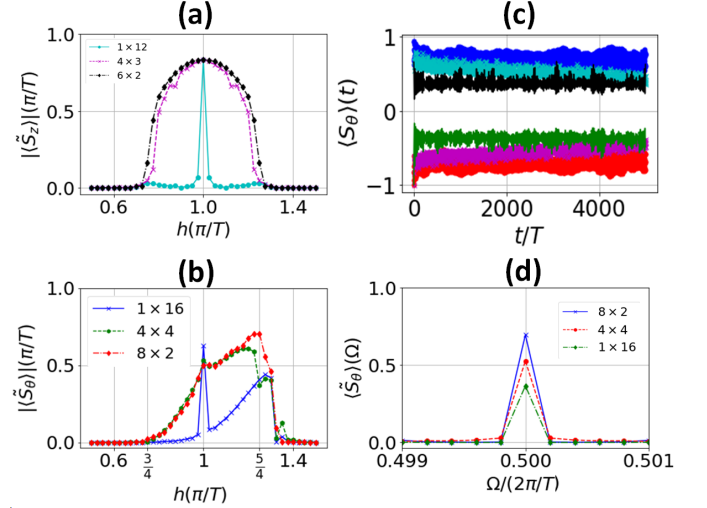 (a)
1.0
0.5
0.0
|⟨S̃z⟩|(π/T)
1 × 12
4 × 3
6 × 2
0.6 1.0 1.4
h(π/T)
(c)
1
0
−1
⟨Sθ⟩(t)
0 2000 4000
t/T
(b)
1.0
0.5
0.0
|⟨S̃θ⟩|(π/T)
1 × 16
4 × 4
8 × 2
0.6 3/4 1 5/4 1.4
h(π/T)
(d)
1.0
0.5
0.0
⟨S̃θ⟩(Ω)
8 × 2
4 × 4
1 × 16
0.499 0.500 0.501
Ω/(2π/T)